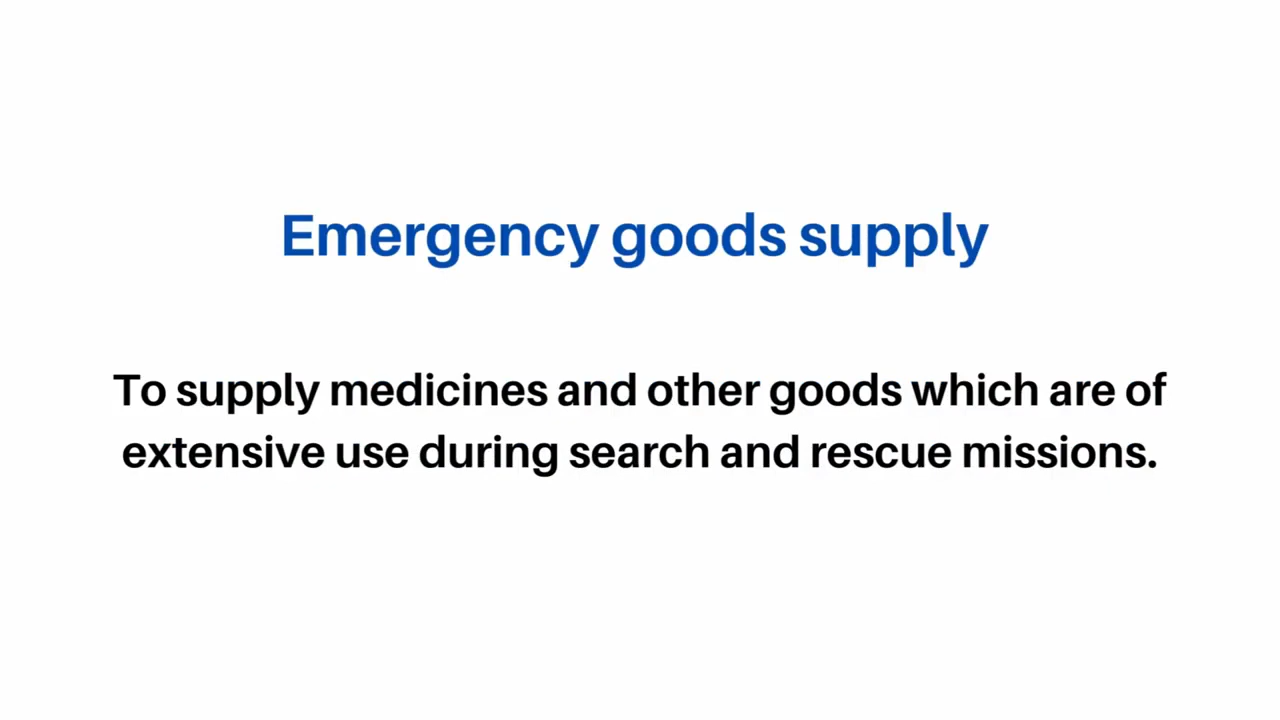 Emergency goods supply
To supply medicines and other goods which are of
extensive use during search and rescue missions.